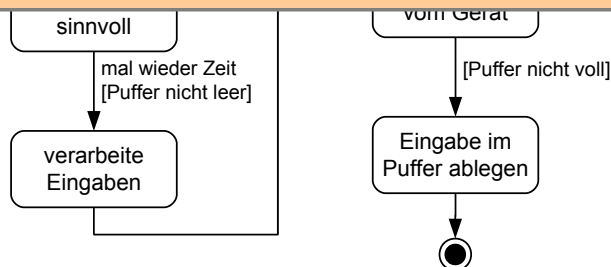 sinnvoll
mal wieder Zeit
[Puffer nicht leer]
verarbeite
Eingaben
vom Gerät
[Puffer nicht voll]
Eingabe im
Puffer ablegen